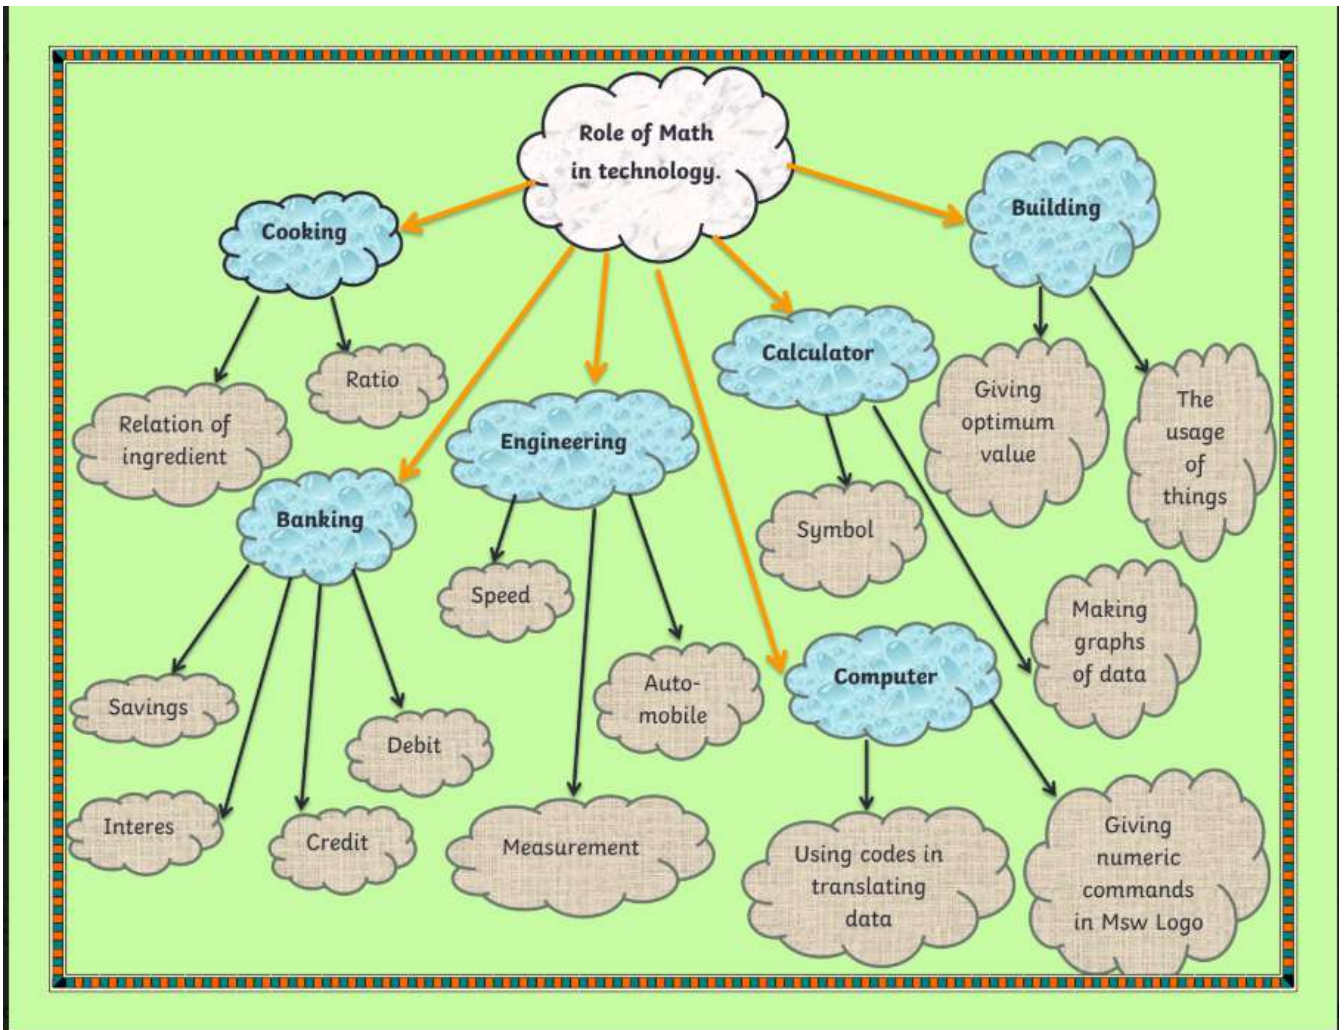 Role of Math
in technology.
Building
Cooking
Calculator
Ratio
Giving
optimum
value
The
usage
of
things
Relation of
ingredient
Engineering
Banking
Symbol
Speed
Making
graphs
of data
Computer
Auto-
mobile
Savings
Debit
Interes
Credit
Measurement
Using codes in
translating
data
Giving
numeric
commands
in Msw Logo